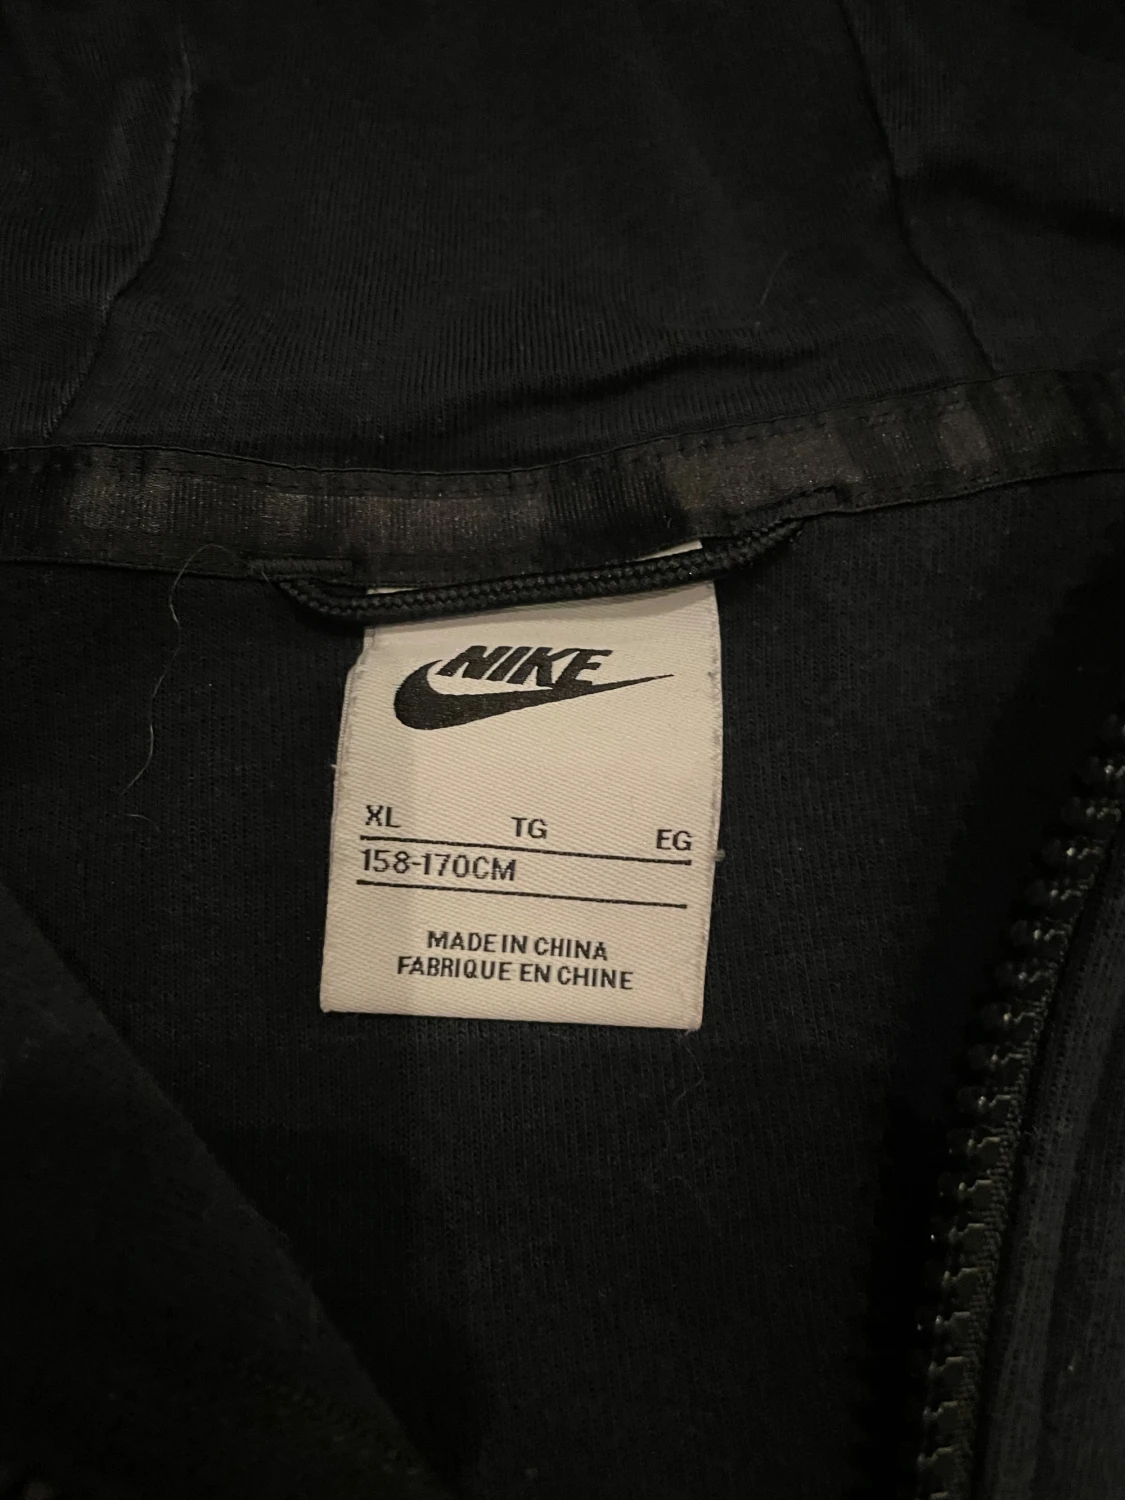 NIKE
XL TG EG
158-170CM
MADE IN CHINA
FABRIQUE EN CHINE